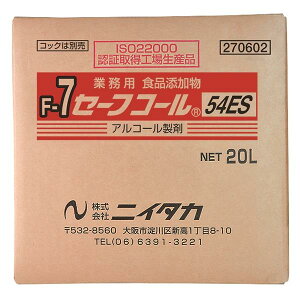 コックは別売
ISO22000
認証取得工場生産品
270602
業務用 食品添加物
F-7 セーフコール® 54ES
アルコール製剤
NET 20L
株式会社 ニイタカ
〒532-8560 大阪市淀川区新高1丁目8-10
TEL(06)6391-3221